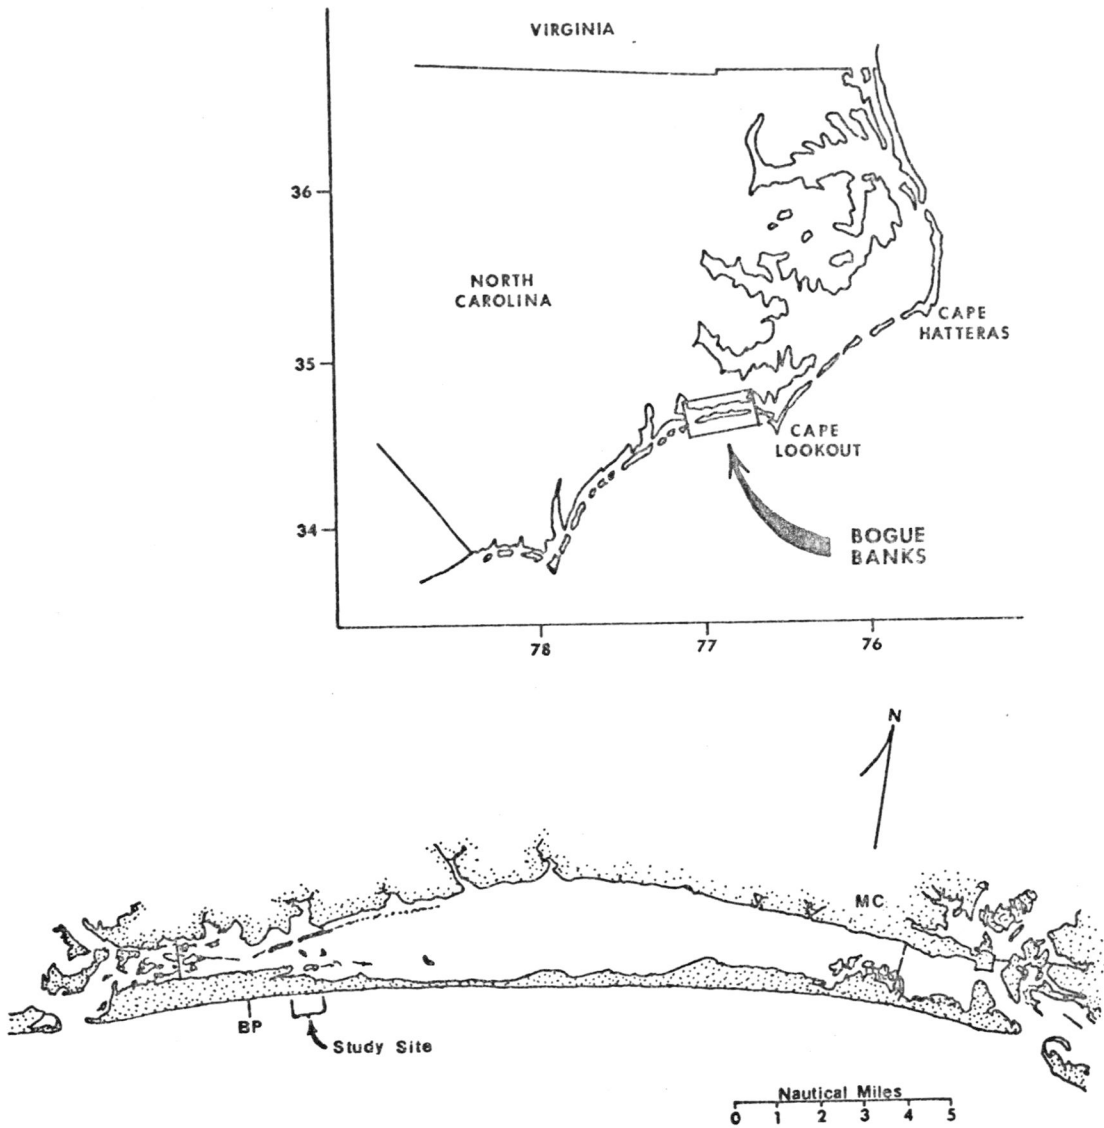 VIRGINIA
36
NORTH
CAROLINA
CAPE
HATTERAS
35
CAPE
LOOKOUT
34
BOGUE
BANKS
78
77
76
N
MC
BP
Study Site
Nautical Miles
0 1 2 3 4 5